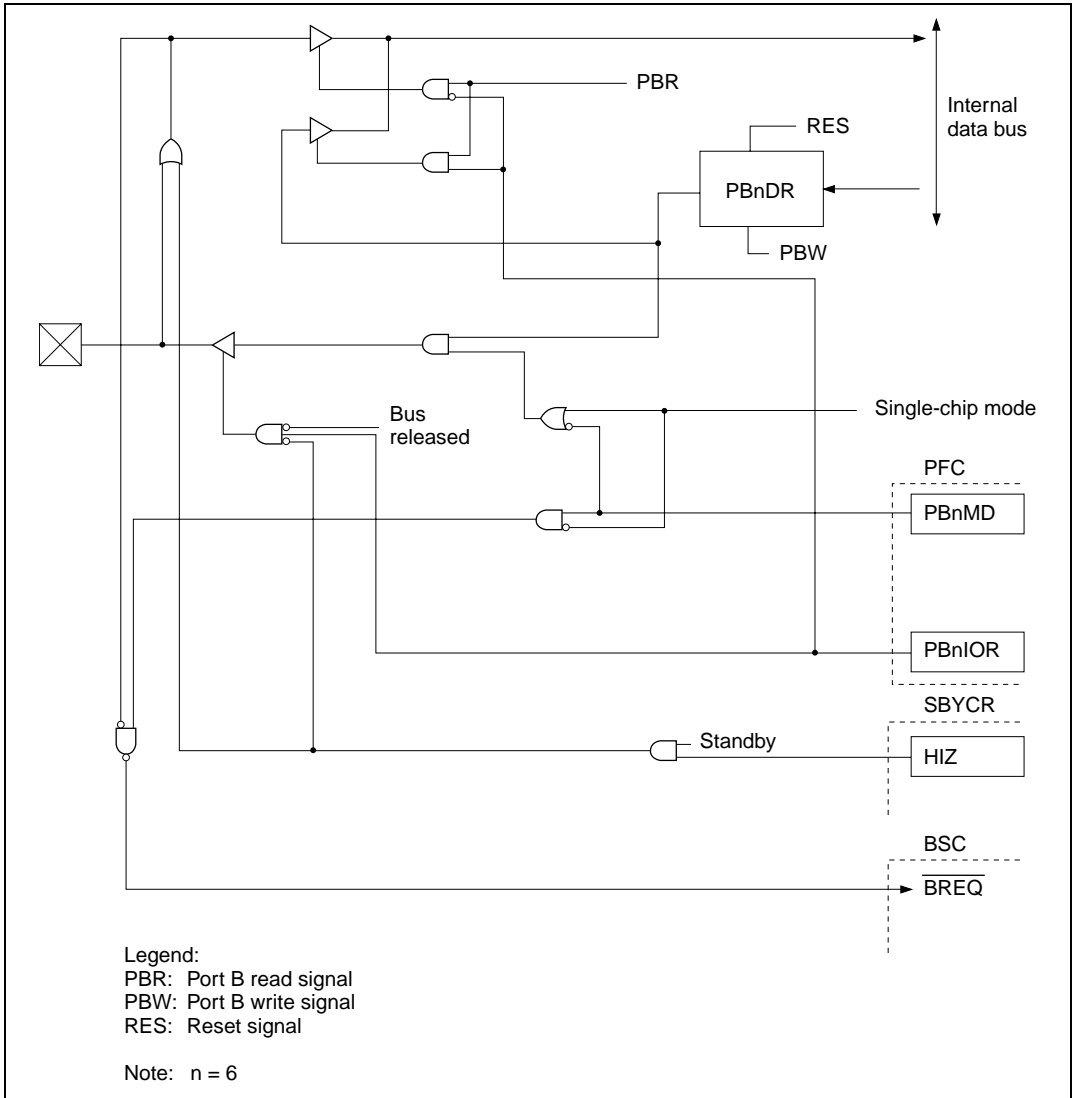 PBR
Internal
data bus
RES
PBnDR
PBW
Bus
released
Single-chip mode
PFC
PBnMD
PBnIOR
SBYCR
Standby
HIZ
BSC
BREQ
Legend:
PBR: Port B read signal
PBW: Port B write signal
RES: Reset signal
Note: n = 6